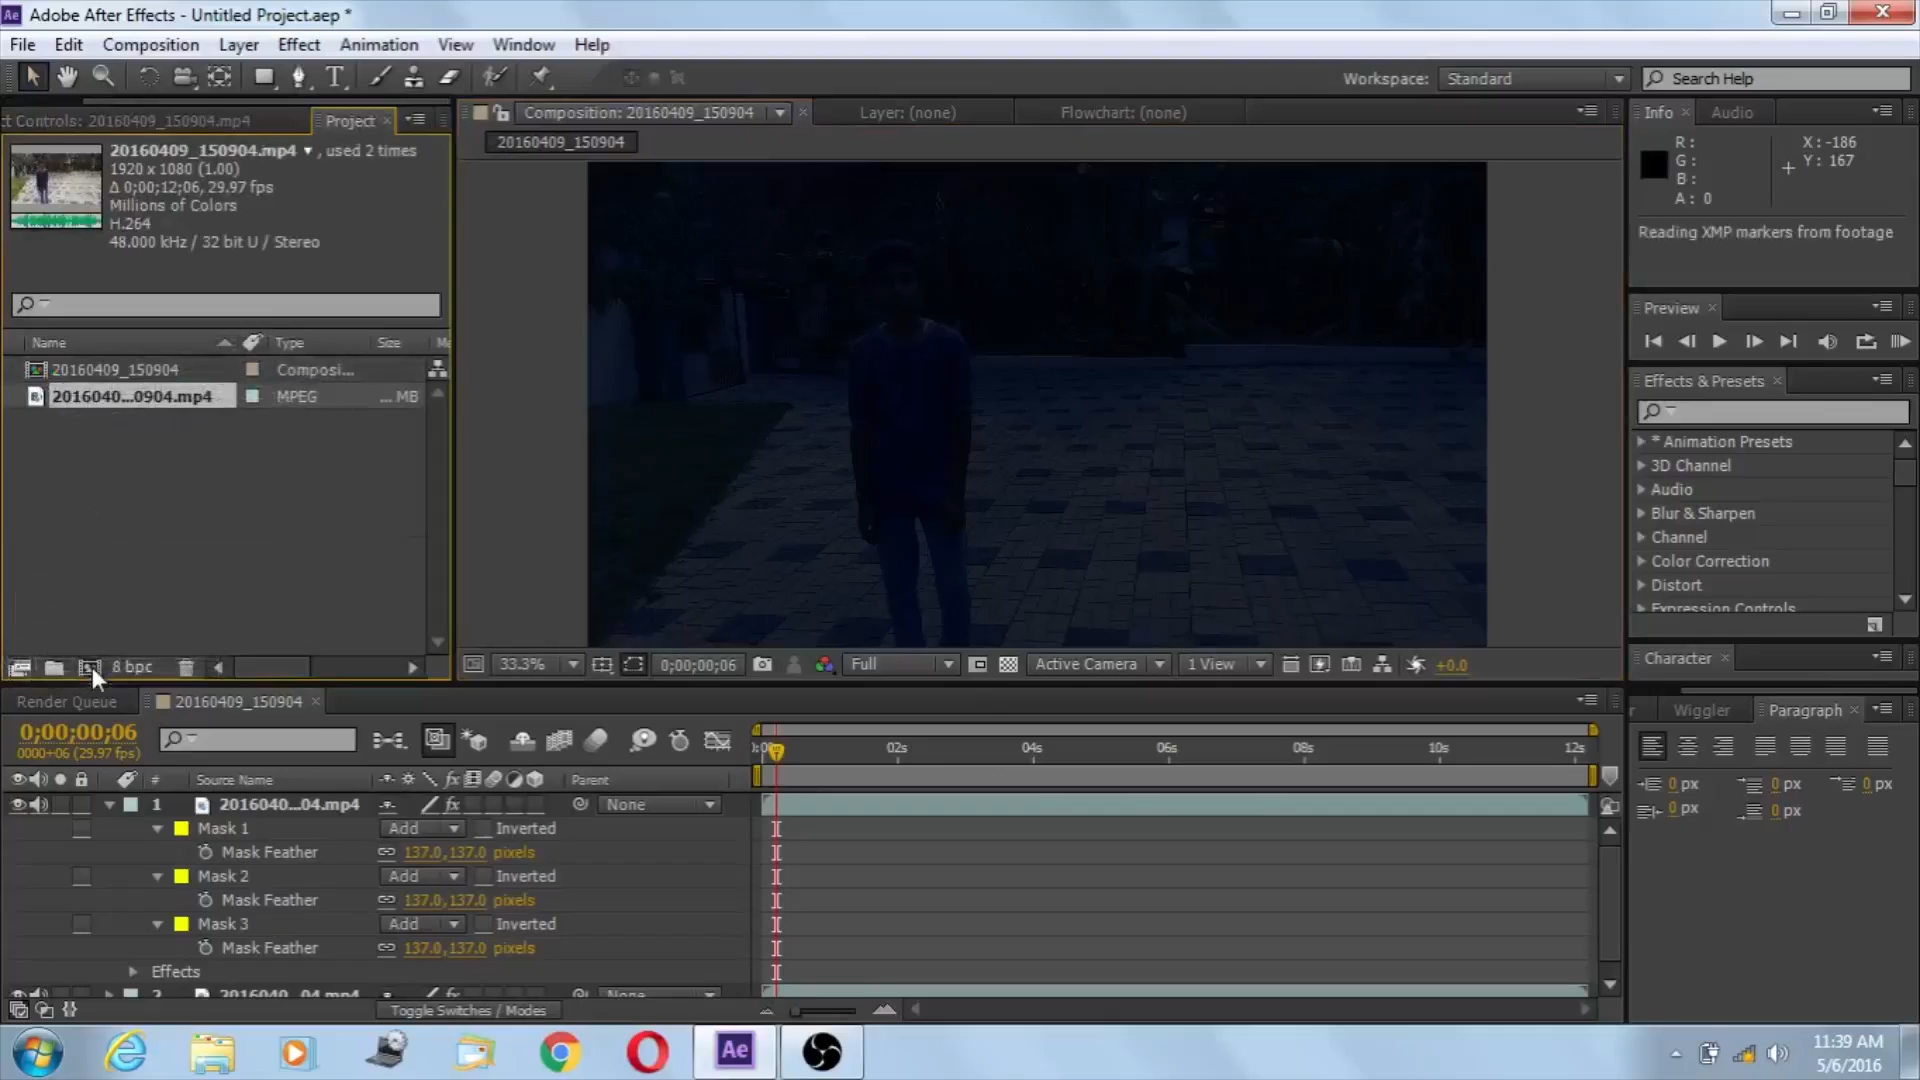 Adobe After Effects - Untitled Project.aep *
File Edit Composition Layer Effect Animation View Window Help
Workspace: Standard
Search Help
ct Controls: 20160409_150904.mp4
Project
20160409_150904.mp4 , used 2 times
1920 x 1080 (1.00)
Δ 0;00;12;06, 29.97 fps
Millions of Colors
H.264
48.000 kHz / 32 bit U / Stereo
Name Type Size
20160409_150904 Composi...
2016040...0904.mp4 MPEG ... MB
8 bpc
Composition: 20160409_150904
Layer: (none)
Flowchart: (none)
20160409_150904
33.3% 0;00;00;06 Full Active Camera 1 View +0.0
Info Audio
R :
G :
B :
A : 0
X : -186
Y : 167
Reading XMP markers from footage
Preview
Effects & Presets
* Animation Presets
3D Channel
Audio
Blur & Sharpen
Channel
Color Correction
Distort
Expression Controls
Character
Wiggler Paragraph
0 px 0 px 0 px
0 px 0 px
Render Queue 20160409_150904
0;00;00;06
0000+06 (29.97 fps)
02s 04s 06s 08s 10s 12s
# Source Name Parent
1 2016040...04.mp4 None
Mask 1 Add Inverted
Mask Feather 137.0,137.0 pixels
Mask 2 Add Inverted
Mask Feather 137.0,137.0 pixels
Mask 3 Add Inverted
Mask Feather 137.0,137.0 pixels
Effects
2 2016040...04.mp4 None
Toggle Switches / Modes
11:39 AM
5/6/2016